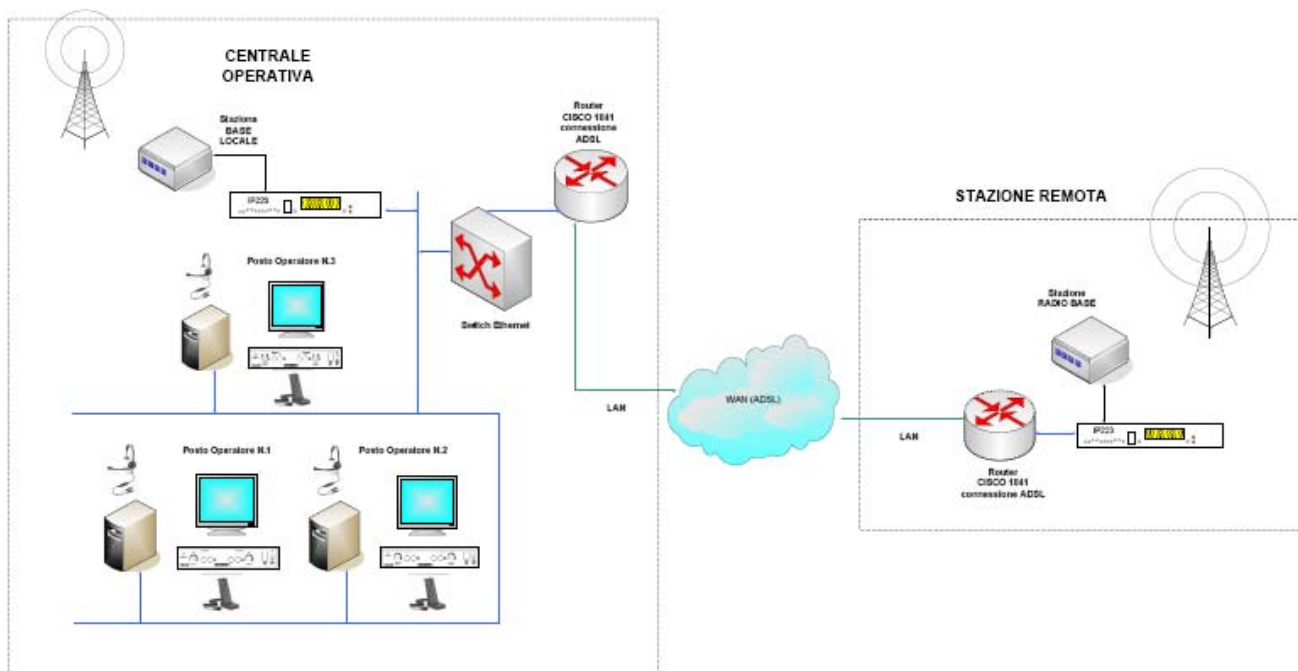 CENTRALE
OPERATIVA
Stazione
BASE
LOCALE
IP223
Router
CISCO 1841
connessione
ADSL
Posto Operatore N.3
Switch Ethernet
Posto Operatore N.1
Posto Operatore N.2
LAN
WAN (ADSL)
STAZIONE REMOTA
Stazione
RADIO BASE
IP223
LAN
Router
CISCO 1841
connessione ADSL